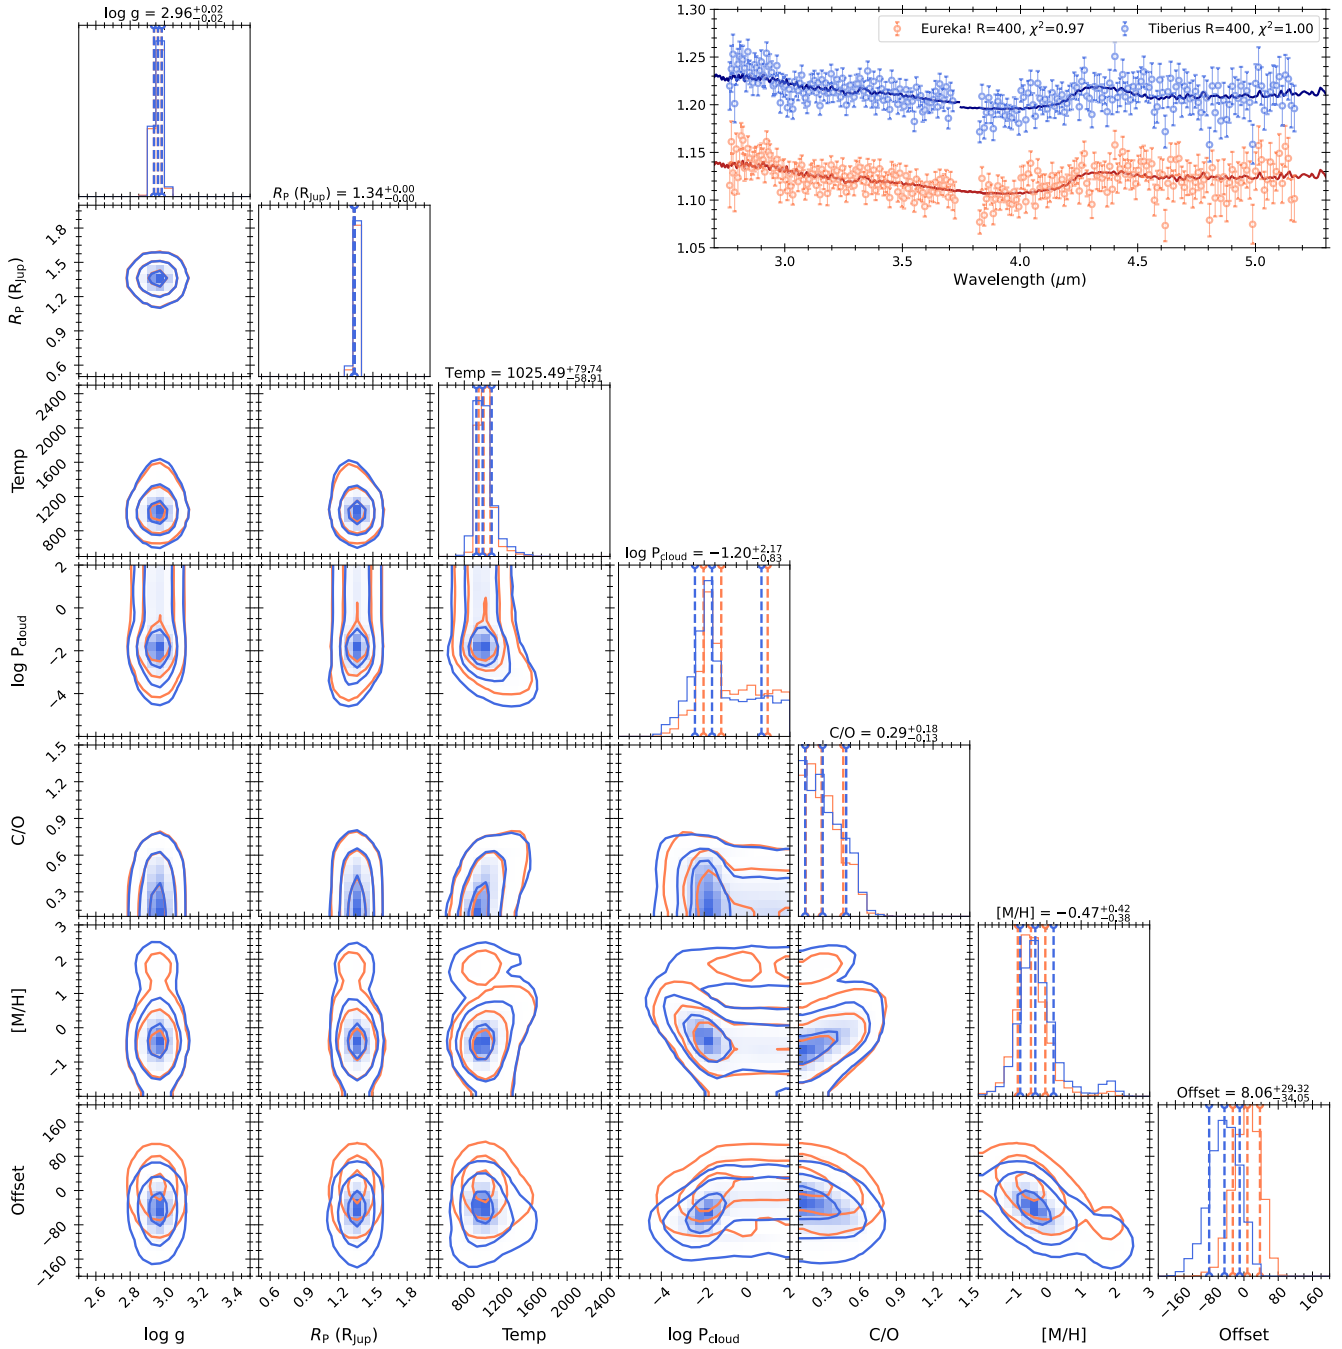 log g = 2.96 +0.02 −0.02
1.30
1.25
1.20
1.15
1.10
1.05
Eureka! R=400, χ²=0.97
Tiberius R=400, χ²=1.00
3.0 3.5 4.0 4.5 5.0
Wavelength (μm)
R_P (R_Jup) = 1.34 +0.00 −0.00
R_P (R_Jup)
1.8
1.5
1.2
0.9
0.6
Temp = 1025.49 +79.74 −58.91
Temp
2400
2000
1600
1200
800
log P_cloud = −1.20 +2.17 −0.83
log P_cloud
2
0
−2
−4
C/O = 0.29 +0.18 −0.13
C/O
1.5
1.2
0.9
0.6
0.3
[M/H] = −0.47 +0.42 −0.38
[M/H]
3
2
1
0
−1
Offset = 8.06 +29.32 −34.05
Offset
160
80
0
−80
−160
2.6 2.8 3.0 3.2 3.4
0.6 0.9 1.2 1.5 1.8
800 1200 1600 2000 2400
−4 −2 0 2
0.3 0.6 0.9 1.2 1.5
−1 0 1 2 3
−160 −80 0 80 160
log g
R_P (R_Jup)
Temp
log P_cloud
C/O
[M/H]
Offset